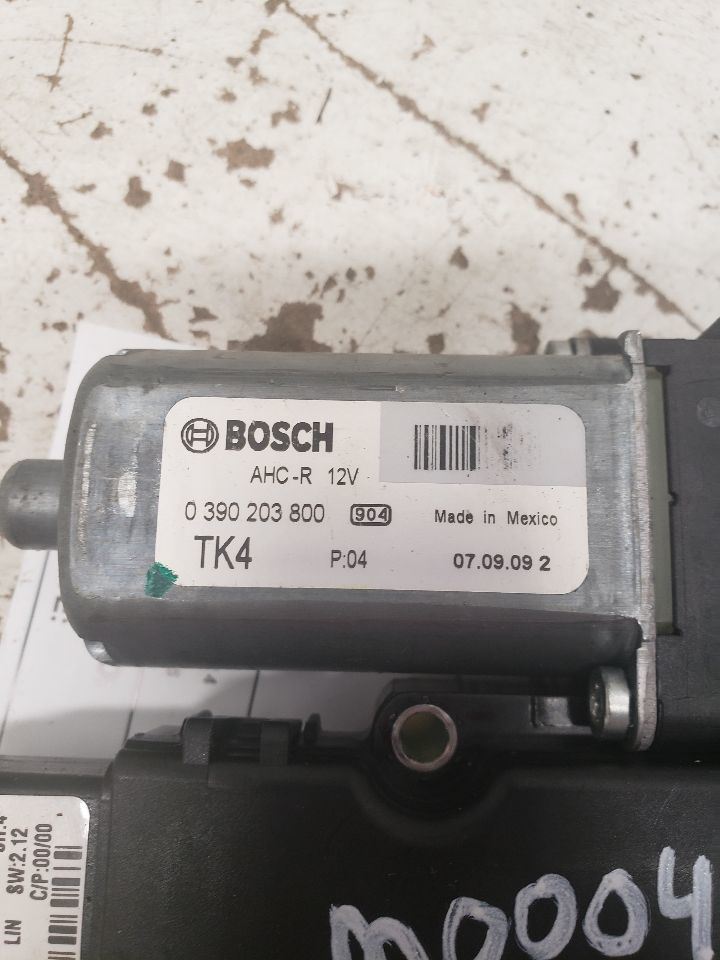 BOSCH
AHC-R 12V
0 390 203 800 904 Made in Mexico
TK4 P:04 07.09.09 2
LIN SW:2.12 C/P:00/00
00004